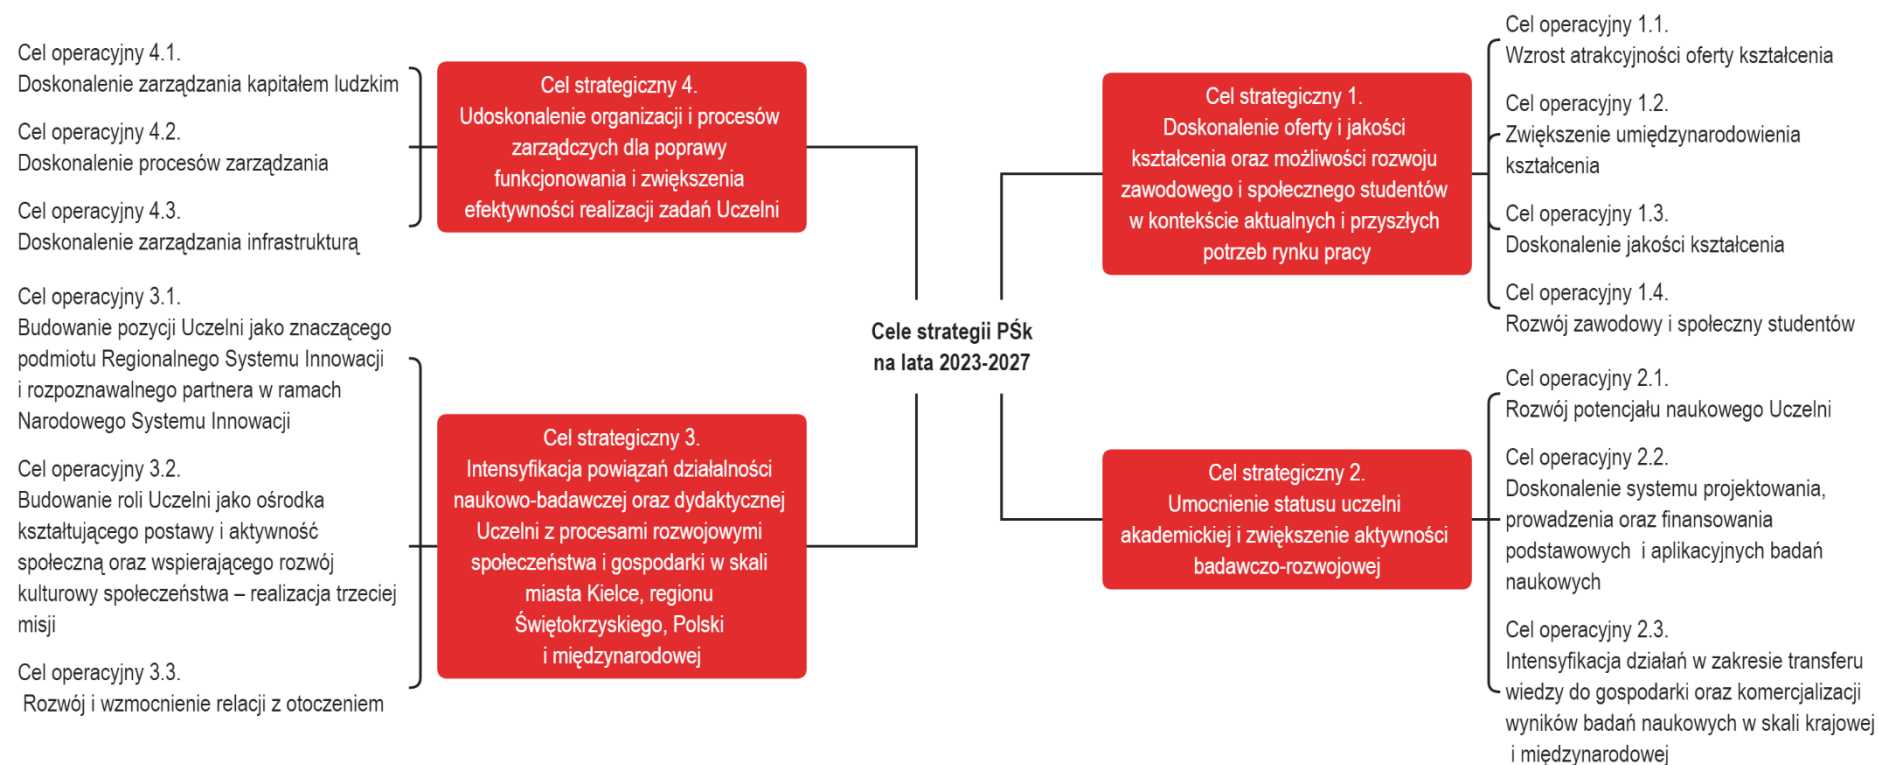 Cel operacyjny 4.1.
Doskonalenie zarządzania kapitałem ludzkim
Cel operacyjny 4.2.
Doskonalenie procesów zarządzania
Cel operacyjny 4.3.
Doskonalenie zarządzania infrastrukturą
Cel strategiczny 4.
Udoskonalenie organizacji i procesów
zarządczych dla poprawy
funkcjonowania i zwiększenia
efektywności realizacji zadań Uczelni
Cel operacyjny 3.1.
Budowanie pozycji Uczelni jako znaczącego
podmiotu Regionalnego Systemu Innowacji
i rozpoznawalnego partnera w ramach
Narodowego Systemu Innowacji
Cel operacyjny 3.2.
Budowanie roli Uczelni jako ośrodka
kształtującego postawy i aktywność
społeczną oraz wspierającego rozwój
kulturowy społeczeństwa – realizacja trzeciej
misji
Cel operacyjny 3.3.
Rozwój i wzmocnienie relacji z otoczeniem
Cel strategiczny 3.
Intensyfikacja powiązań działalności
naukowo-badawczej oraz dydaktycznej
Uczelni z procesami rozwojowymi
społeczeństwa i gospodarki w skali
miasta Kielce, regionu
Świętokrzyskiego, Polski
i międzynarodowej
Cele strategii PŚk
na lata 2023-2027
Cel strategiczny 1.
Doskonalenie oferty i jakości
kształcenia oraz możliwości rozwoju
zawodowego i społecznego studentów
w kontekście aktualnych i przyszłych
potrzeb rynku pracy
Cel operacyjny 1.1.
Wzrost atrakcyjności oferty kształcenia
Cel operacyjny 1.2.
Zwiększenie umiędzynarodowienia
kształcenia
Cel operacyjny 1.3.
Doskonalenie jakości kształcenia
Cel operacyjny 1.4.
Rozwój zawodowy i społeczny studentów
Cel strategiczny 2.
Umocnienie statusu uczelni
akademickiej i zwiększenie aktywności
badawczo-rozwojowej
Cel operacyjny 2.1.
Rozwój potencjału naukowego Uczelni
Cel operacyjny 2.2.
Doskonalenie systemu projektowania,
prowadzenia oraz finansowania
podstawowych i aplikacyjnych badań
naukowych
Cel operacyjny 2.3.
Intensyfikacja działań w zakresie transferu
wiedzy do gospodarki oraz komercjalizacji
wyników badań naukowych w skali krajowej
i międzynarodowej